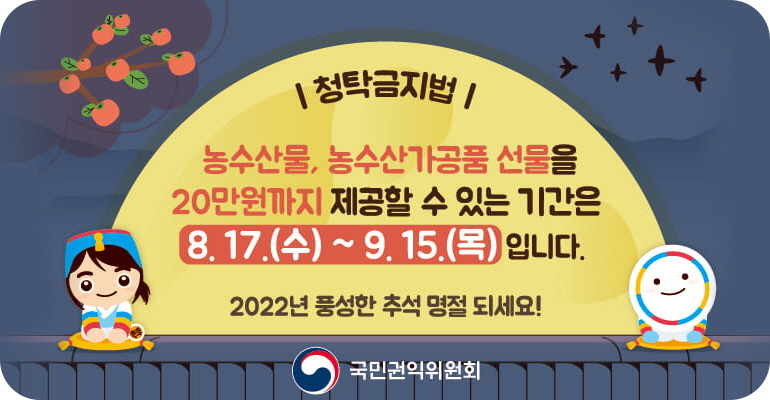 | 청탁금지법 |
농수산물, 농수산가공품 선물을
20만원까지 제공할 수 있는 기간은
8. 17.(수) ~ 9. 15.(목) 입니다.
2022년 풍성한 추석 명절 되세요!
국민권익위원회